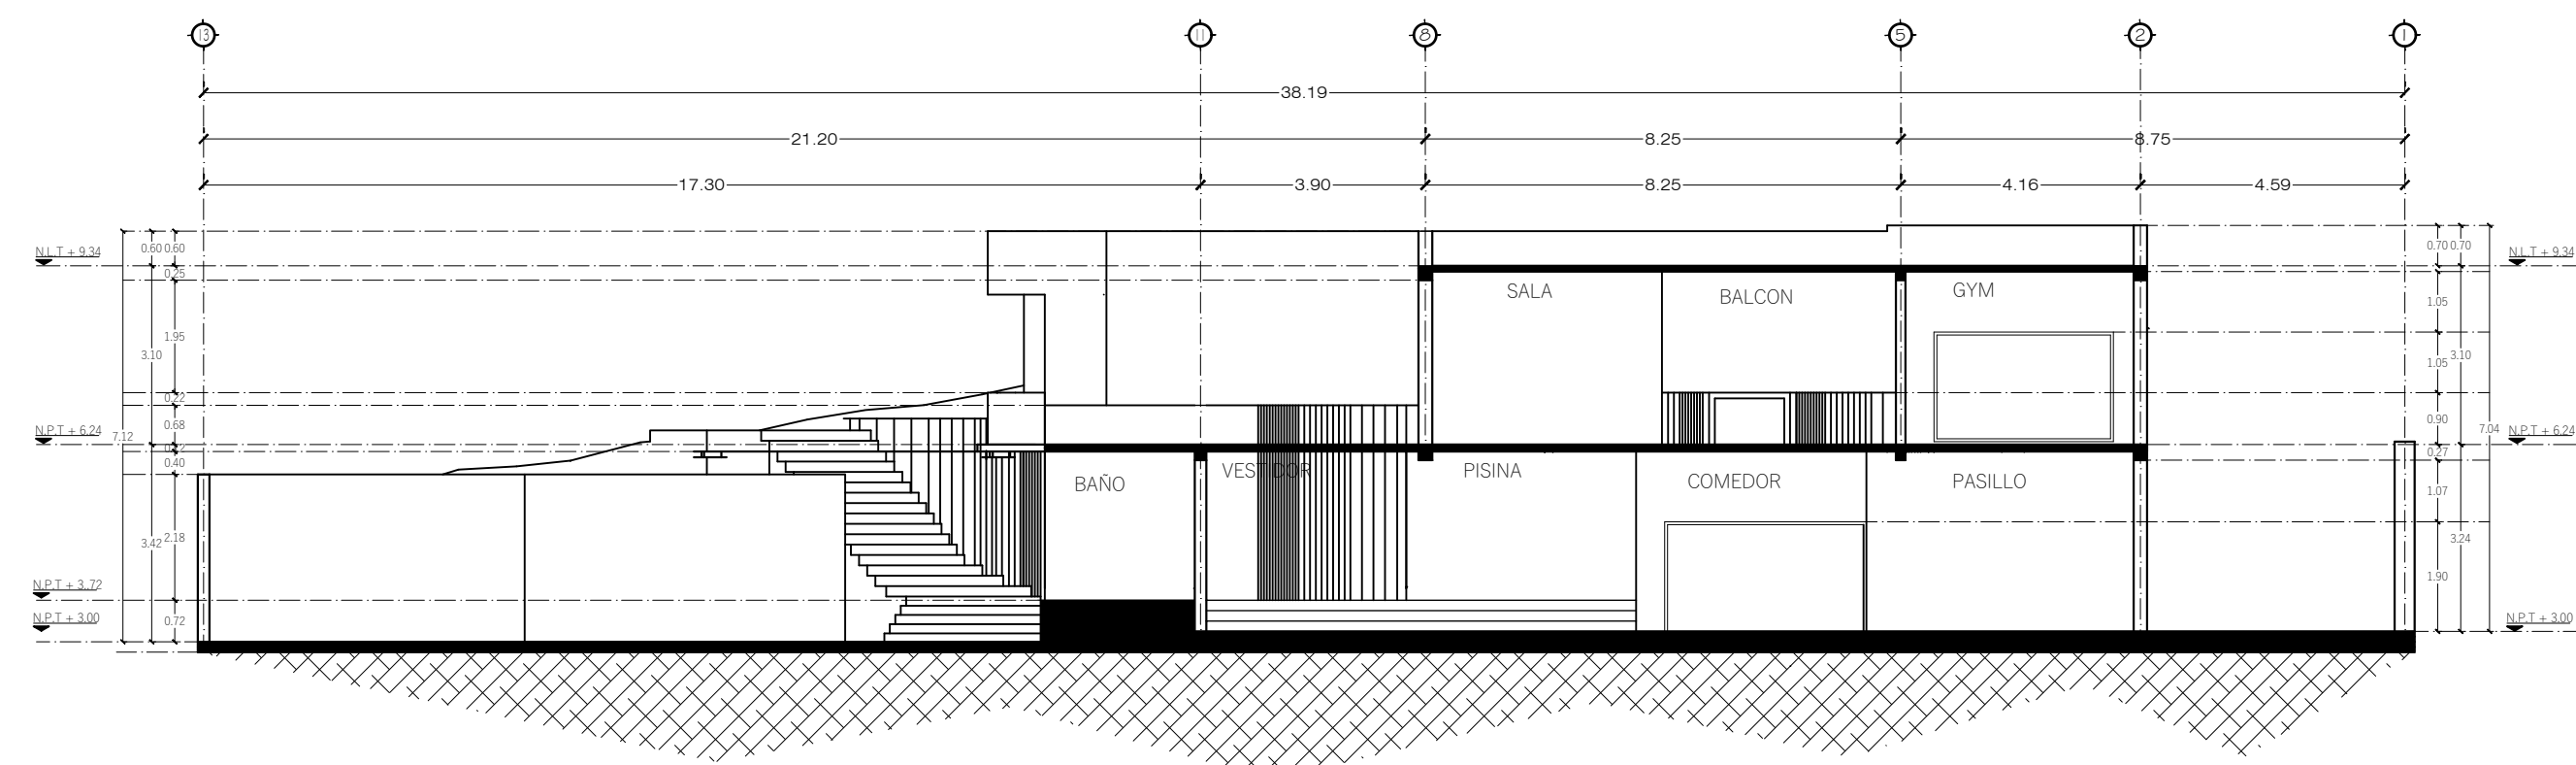 13 11 8 5 2 1
38.19
21.20 8.25 8.75
17.30 3.90 8.25 4.16 4.59
N.L.T + 9.34
0.60 0.60
0.25
1.95
3.10
0.22
0.68
N.P.T + 6.24
7.12
0.40
2.18
3.42
N.P.T + 3.72
0.72
N.P.T + 3.00
SALA
BALCON
GYM
BAÑO
VESTIDOR
PISINA
COMEDOR
PASILLO
0.70 0.70
N.L.T + 9.34
1.05
3.10
1.05
0.90
7.04
N.P.T + 6.24
0.27
1.07
3.24
1.90
N.P.T + 3.00